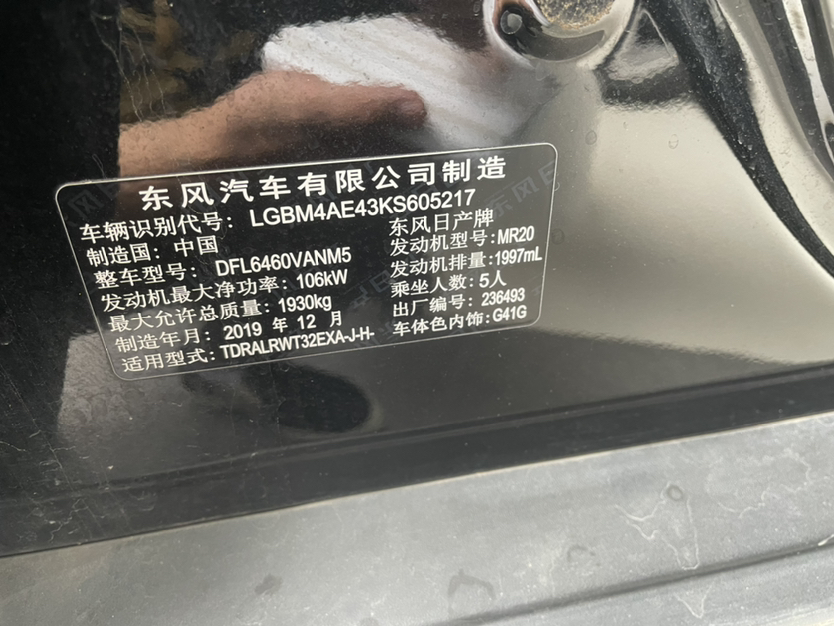 东风汽车有限公司制造
车辆识别代号: LGBM4AE43KS605217
制造国: 中国 东风日产牌
整车型号: DFL6460VANM5 发动机型号:MR20
发动机最大净功率: 106kW 发动机排量:1997mL
最大允许总质量: 1930kg 乘坐人数:5人
制造年月: 2019 年 12 月 出厂编号: 236493
适用型式: TDRALRWT32EXA-J-H- 车体色内饰:G41G